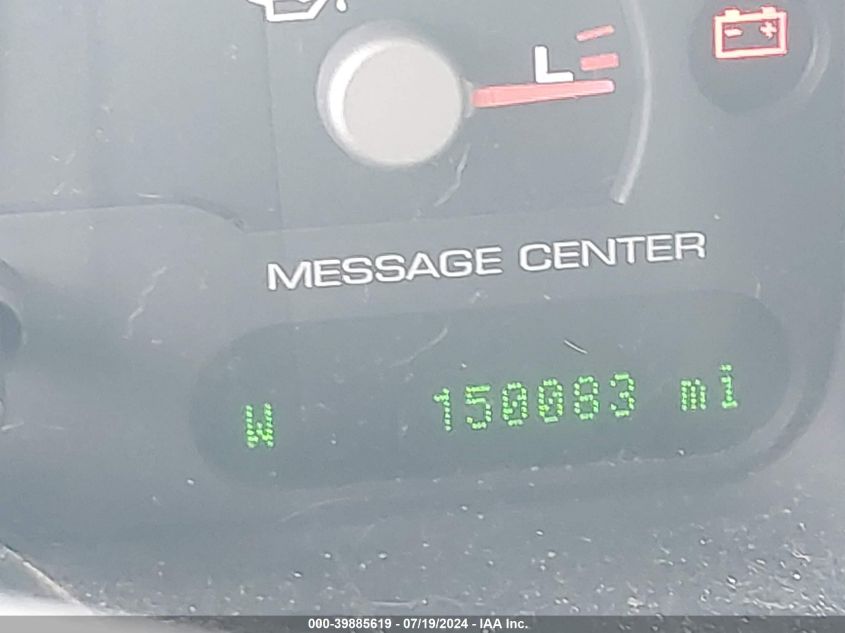 L
MESSAGE CENTER
W 150083 mi
000-39885619 - 07/19/2024 - IAA Inc.